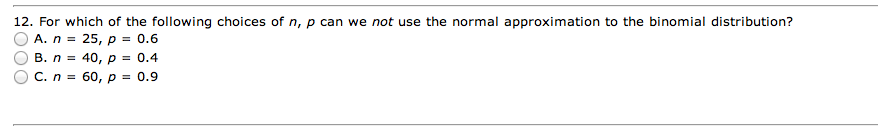 12. For which of the following choices of n, p can we not use the normal approximation to the binomial distribution?
A. n = 25, p = 0.6
B. n = 40, p = 0.4
C. n = 60, p = 0.9